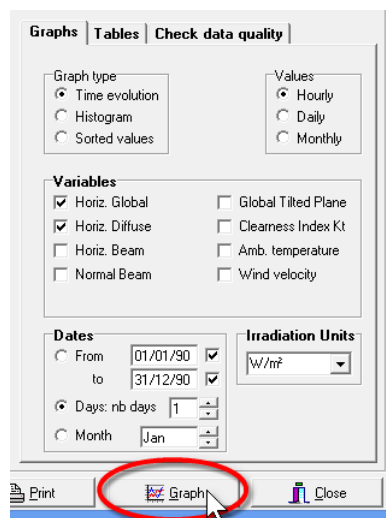 Graphs Tables Check data quality
Graph type Values
Time evolution Hourly
Histogram Daily
Sorted values Monthly
Variables
Horiz. Global Global Tilted Plane
Horiz. Diffuse Clearness Index Kt
Horiz. Beam Amb. temperature
Normal Beam Wind velocity
Dates Irradiation Units
From 01/01/90 W/m²
to 31/12/90
Days: nb days 1
Month Jan
Print Graph Close